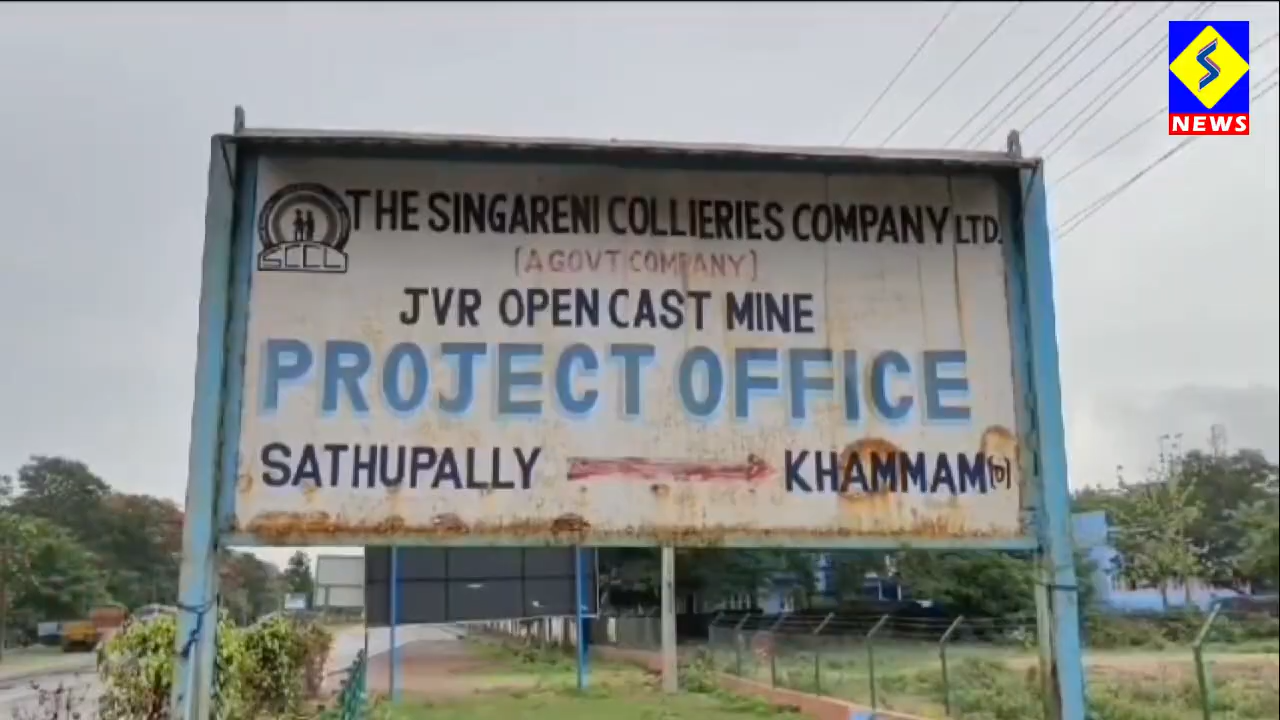 NEWS
THE SINGARENI COLLIERIES COMPANY LTD.
SCCL
[A GOVT COMPANY]
JVR OPEN CAST MINE
PROJECT OFFICE
SATHUPALLY KHAMMAM(D)